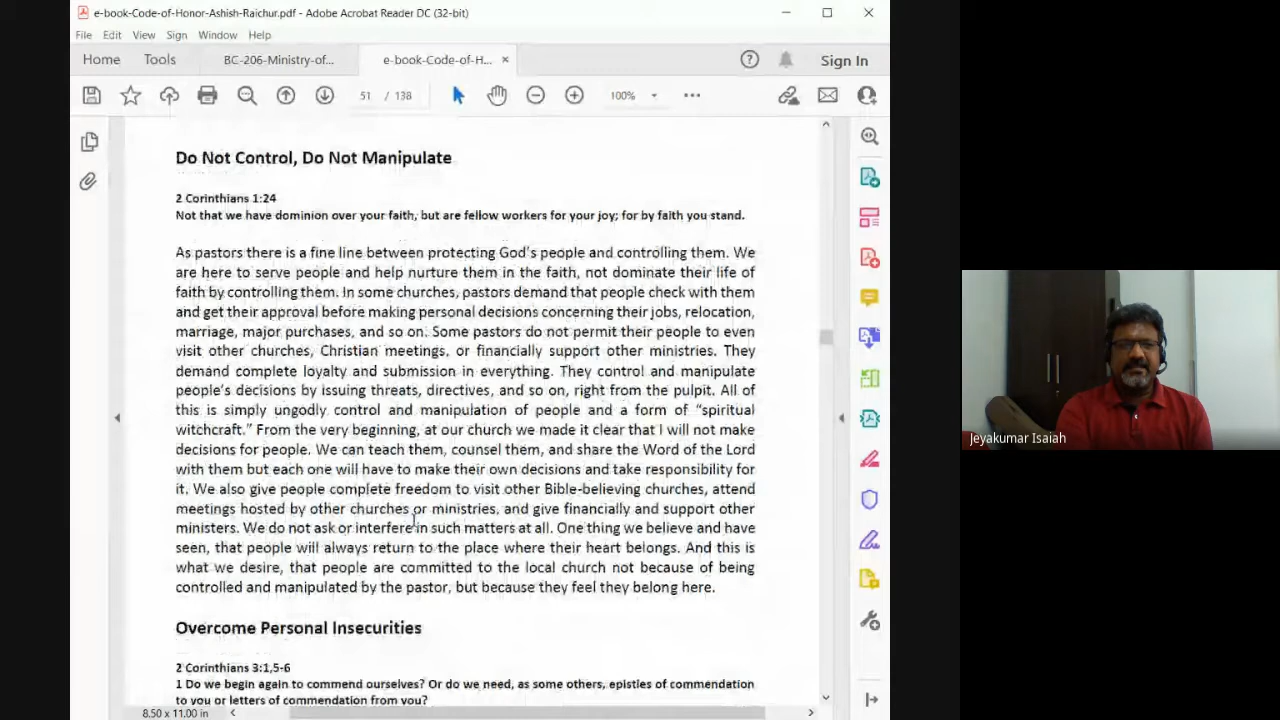 e-book-Code-of-Honor-Ashish-Raichur.pdf - Adobe Acrobat Reader DC (32-bit)
File Edit View Sign Window Help
Home Tools BC-206-Ministry-of... e-book-Code-of-H... × Sign In
51 / 138 100%
Do Not Control, Do Not Manipulate
2 Corinthians 1:24
Not that we have dominion over your faith, but are fellow workers for your joy; for by faith you stand.
As pastors there is a fine line between protecting God's people and controlling them. We
are here to serve people and help nurture them in the faith, not dominate their life of
faith by controlling them. In some churches, pastors demand that people check with them
and get their approval before making personal decisions concerning their jobs, relocation,
marriage, major purchases, and so on. Some pastors do not permit their people to even
visit other churches, Christian meetings, or financially support other ministries. They
demand complete loyalty and submission in everything. They control and manipulate
people's decisions by issuing threats, directives, and so on, right from the pulpit. All of
this is simply ungodly control and manipulation of people and a form of “spiritual
witchcraft.” From the very beginning, at our church we made it clear that I will not make
decisions for people. We can teach them, counsel them, and share the Word of the Lord
with them but each one will have to make their own decisions and take responsibility for
it. We also give people complete freedom to visit other Bible-believing churches, attend
meetings hosted by other churches or ministries, and give financially and support other
ministers. We do not ask or interfere in such matters at all. One thing we believe and have
seen, that people will always return to the place where their heart belongs. And this is
what we desire, that people are committed to the local church not because of being
controlled and manipulated by the pastor, but because they feel they belong here.
Overcome Personal Insecurities
2 Corinthians 3:1,5-6
1 Do we begin again to commend ourselves? Or do we need, as some others, epistles of commendation
to you or letters of commendation from you?
8.50 x 11.00 in
Jeyakumar Isaiah